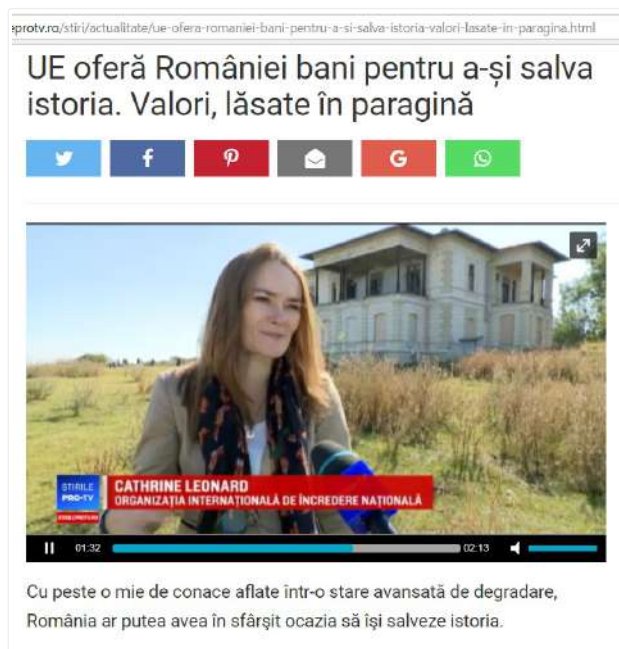 protv.ro/stiri/actualitate/ue-ofera-romaniei-bani-pentru-a-si-salva-istoria-valori-lasate-in-paragina.html
UE oferă României bani pentru a-și salva
istoria. Valori, lăsate în paragină
ȘTIRILE
PRO•TV
CATHRINE LEONARD
ORGANIZAȚIA INTERNAȚIONALĂ DE ÎNCREDERE NAȚIONALĂ
01:32
02:13
Cu peste o mie de conace aflate într-o stare avansată de degradare,
România ar putea avea în sfârșit ocazia să își salveze istoria.